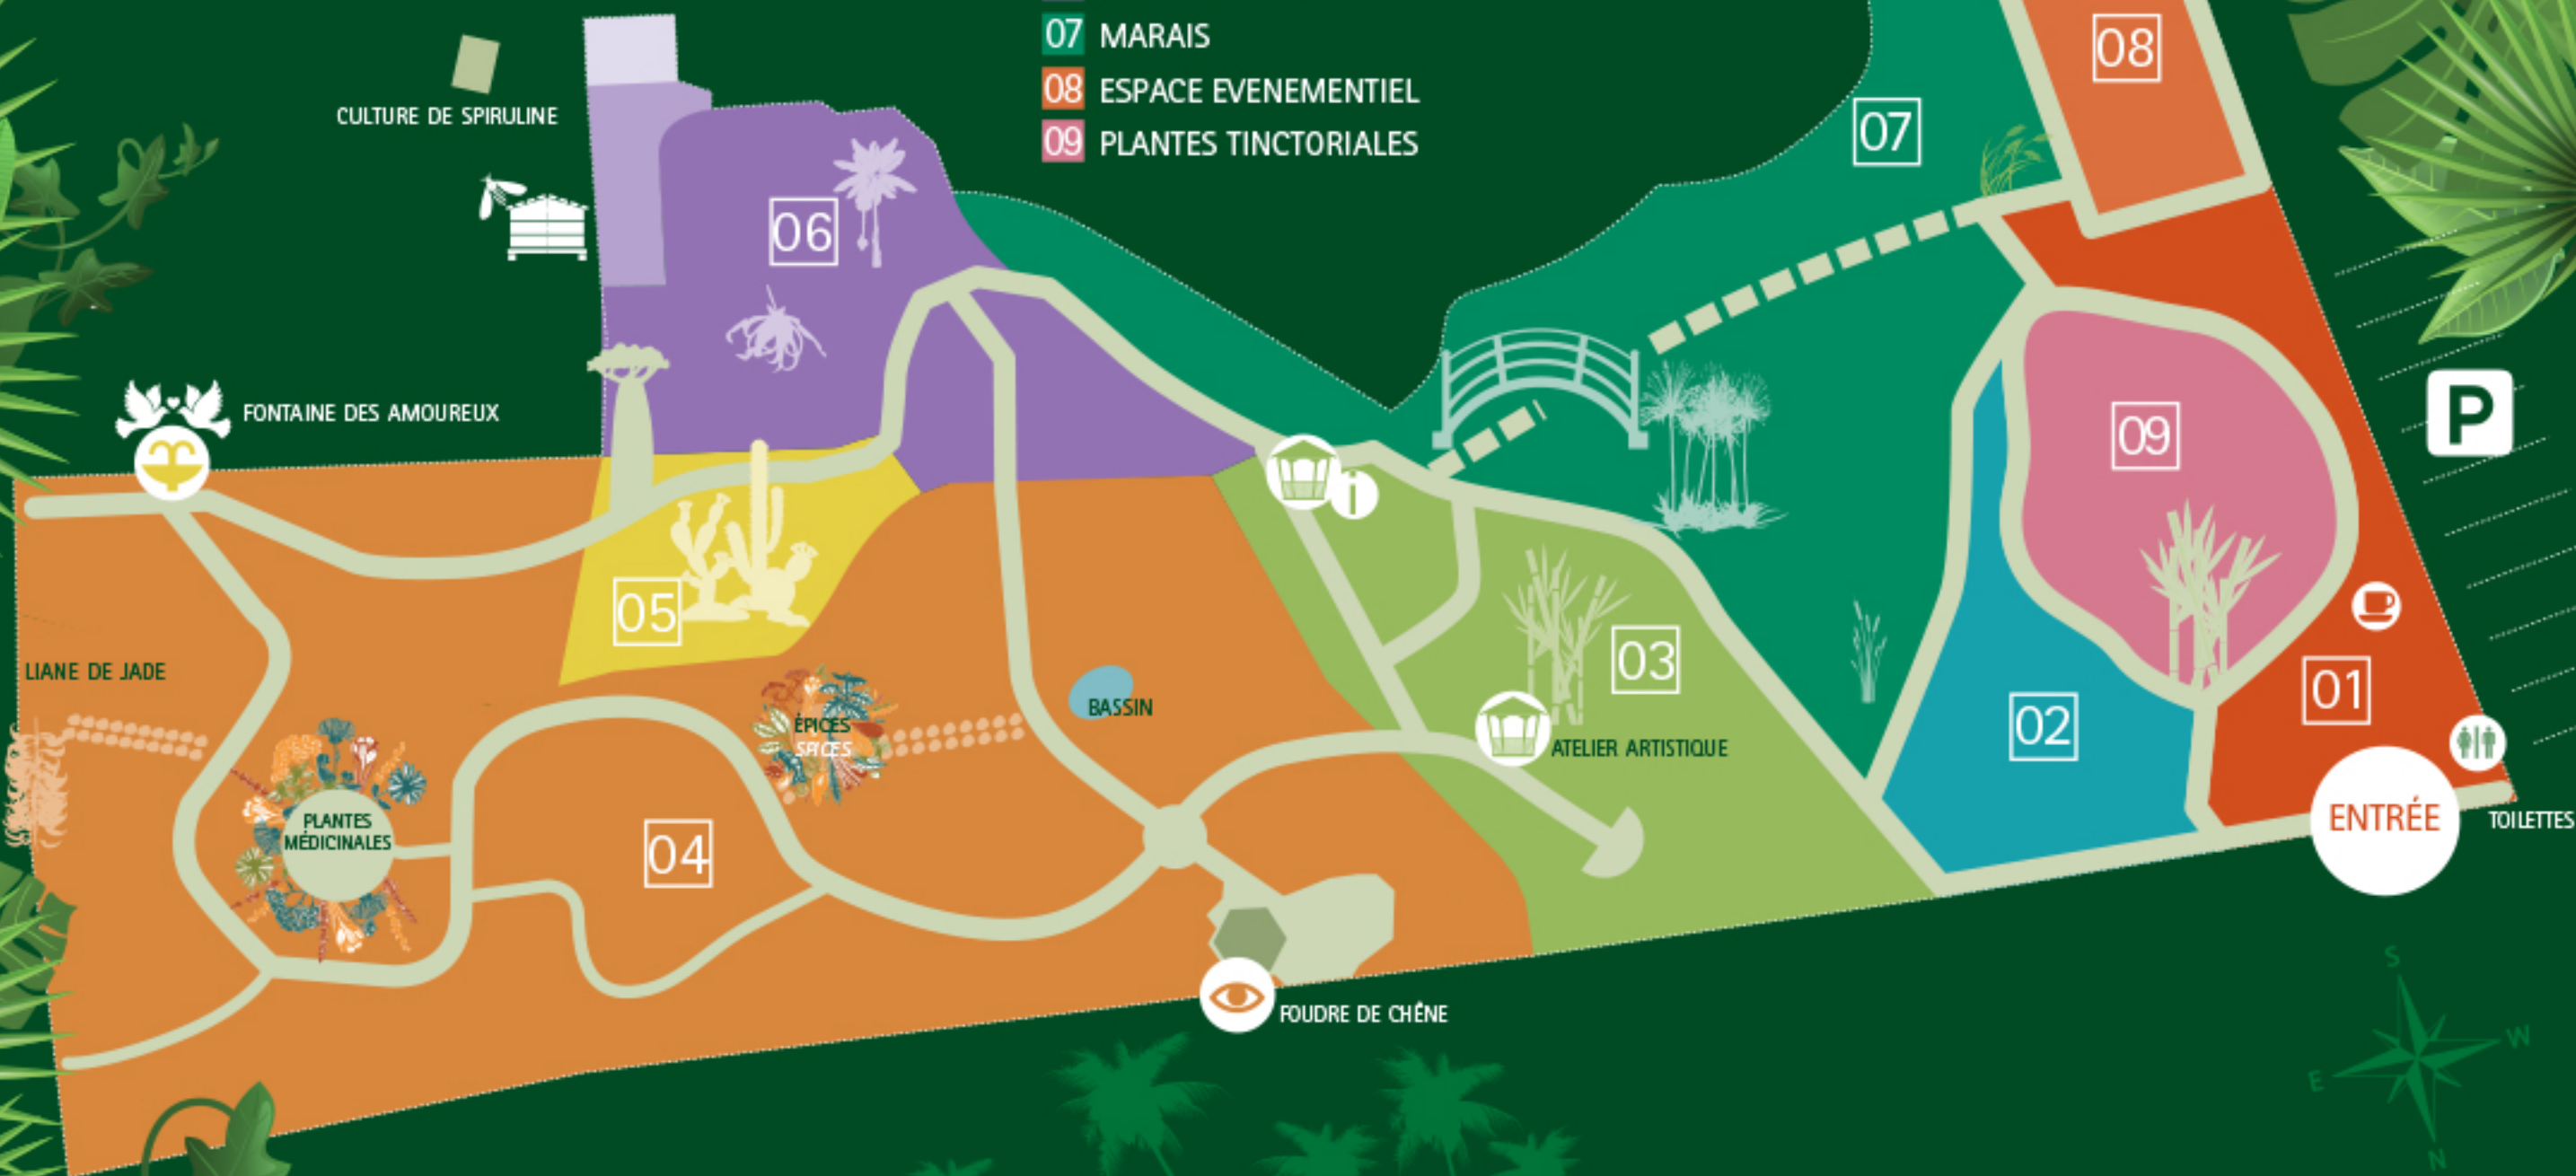 07 MARAIS
08 ESPACE EVENEMENTIEL
09 PLANTES TINCTORIALES
08
CULTURE DE SPIRULINE
07
06
FONTAINE DES AMOUREUX
P
09
i
05
03
LIANE DE JADE
01
BASSIN
ÉPICES
SPICES
02
ATELIER ARTISTIQUE
PLANTES
MÉDICINALES
04
ENTRÉE
TOILETTES
FOUDRE DE CHÊNE
S
W
E
N